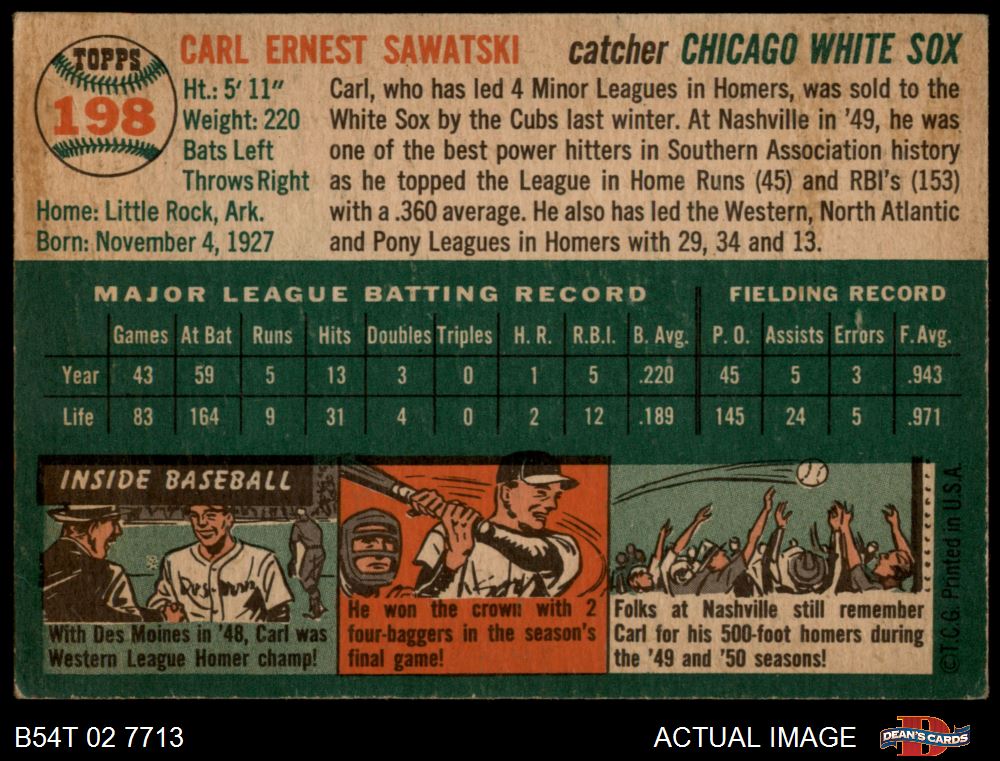 TOPPS
198
CARL ERNEST SAWATSKI catcher CHICAGO WHITE SOX
Ht.: 5' 11"
Weight: 220
Bats Left
Throws Right
Home: Little Rock, Ark.
Born: November 4, 1927
Carl, who has led 4 Minor Leagues in Homers, was sold to the
White Sox by the Cubs last winter. At Nashville in '49, he was
one of the best power hitters in Southern Association history
as he topped the League in Home Runs (45) and RBI's (153)
with a .360 average. He also has led the Western, North Atlantic
and Pony Leagues in Homers with 29, 34 and 13.
MAJOR LEAGUE BATTING RECORD FIELDING RECORD
Games At Bat Runs Hits Doubles Triples H. R. R.B.I. B. Avg. P. O. Assists Errors F. Avg.
Year 43 59 5 13 3 0 1 5 .220 45 5 3 .943
Life 83 164 9 31 4 0 2 12 .189 145 24 5 .971
INSIDE BASEBALL
With Des Moines in '48, Carl was
Western League Homer champ!
He won the crown with 2
four-baggers in the season's
final game!
Folks at Nashville still remember
Carl for his 500-foot homers during
the '49 and '50 seasons!
©T.C.G. Printed in U.S.A.
B54T 02 7713
ACTUAL IMAGE
DEAN'S CARDS